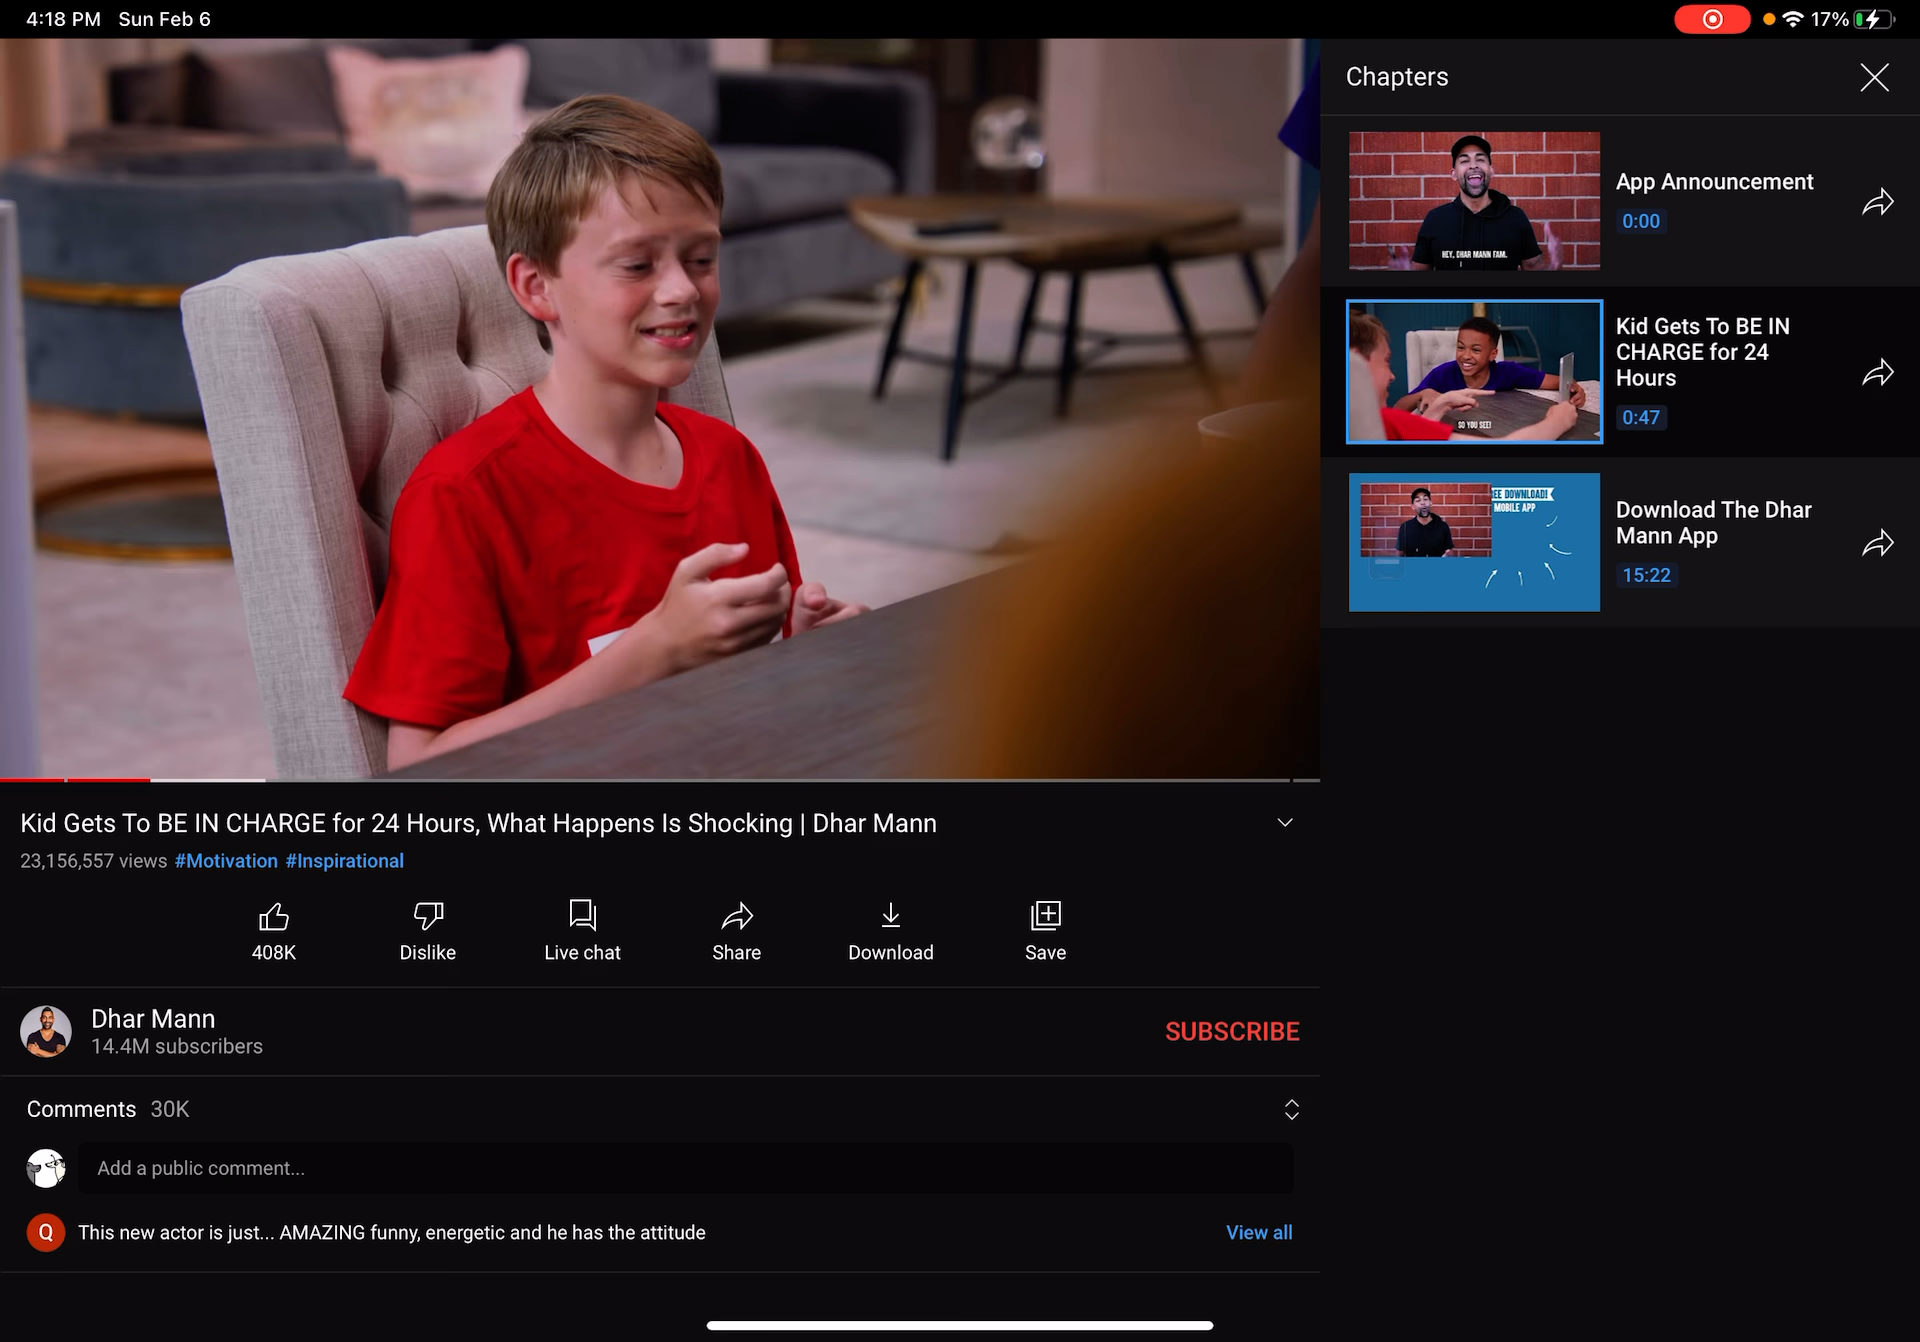 4:18 PM Sun Feb 6
17%
Chapters
App Announcement
0:00
HEY, DHAR MANN FAM.
Kid Gets To BE IN
CHARGE for 24
Hours
0:47
SO YOU SEE!
EE DOWNLOAD!
MOBILE APP
Download The Dhar
Mann App
15:22
Kid Gets To BE IN CHARGE for 24 Hours, What Happens Is Shocking | Dhar Mann
23,156,557 views #Motivation #Inspirational
408K
Dislike
Live chat
Share
Download
Save
Dhar Mann
14.4M subscribers
SUBSCRIBE
Comments 30K
Add a public comment...
Q
This new actor is just... AMAZING funny, energetic and he has the attitude
View all